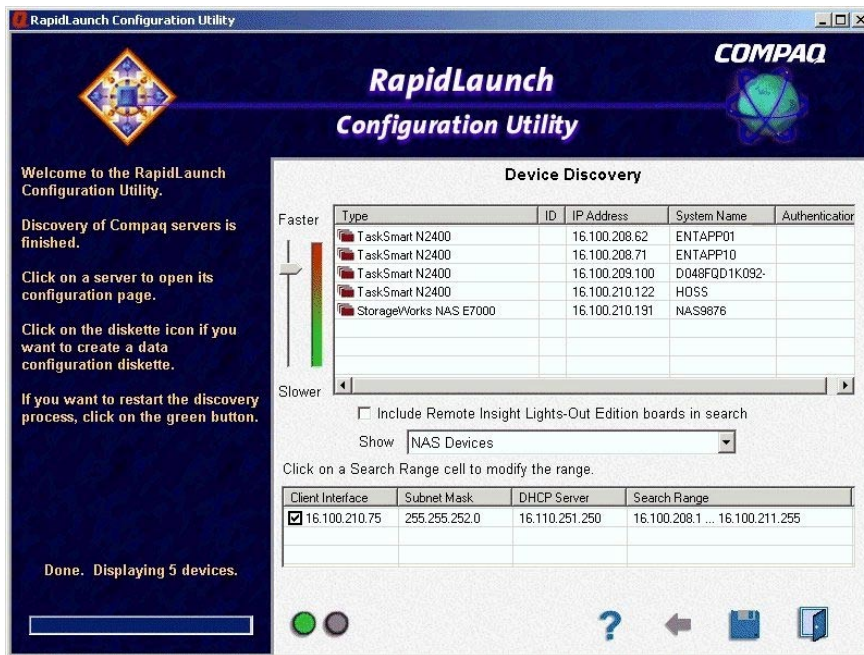 RapidLaunch Configuration Utility
COMPAQ
RapidLaunch
Configuration Utility
Welcome to the RapidLaunch
Configuration Utility.
Discovery of Compaq servers is
finished.
Click on a server to open its
configuration page.
Click on the diskette icon if you
want to create a data
configuration diskette.
If you want to restart the discovery
process, click on the green button.
Done. Displaying 5 devices.
Device Discovery
Faster
Slower
Type ID IP Address System Name Authentication
TaskSmart N2400 16.100.208.62 ENTAPP01
TaskSmart N2400 16.100.208.71 ENTAPP10
TaskSmart N2400 16.100.209.100 D048FQD1K092-
TaskSmart N2400 16.100.210.122 HOSS
StorageWorks NAS E7000 16.100.210.191 NAS9876
Include Remote Insight Lights-Out Edition boards in search
Show NAS Devices
Click on a Search Range cell to modify the range.
Client Interface Subnet Mask DHCP Server Search Range
16.100.210.75 255.255.252.0 16.110.251.250 16.100.208.1 ... 16.100.211.255
?